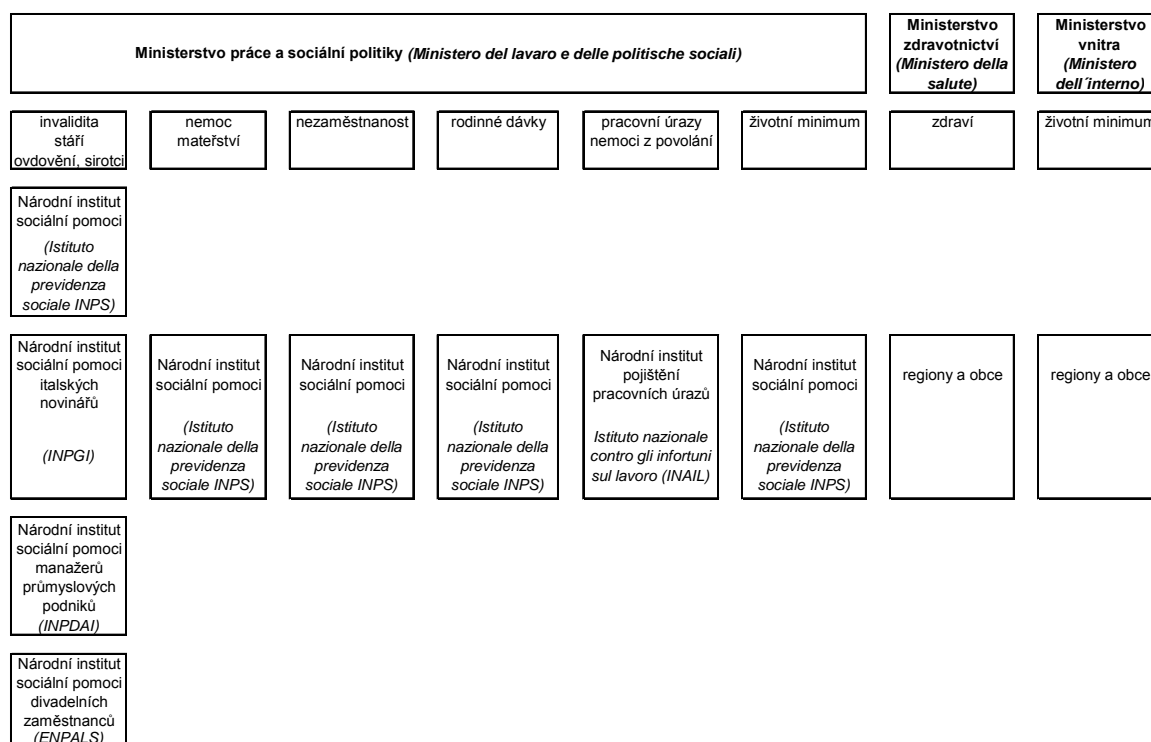 Ministerstvo práce a sociální politiky (Ministero del lavaro e delle politische sociali)
Ministerstvo
zdravotnictví
(Ministero della
salute)
Ministerstvo
vnitra
(Ministero
dell´interno)
invalidita
stáří
ovdovění, sirotci
nemoc
mateřství
nezaměstnanost
rodinné dávky
pracovní úrazy
nemoci z povolání
životní minimum
zdraví
životní minimum
Národní institut
sociální pomoci
(Istituto
nazionale della
previdenza
sociale INPS)
Národní institut
sociální pomoci
italských
novinářů
(INPGI)
Národní institut
sociální pomoci
(Istituto
nazionale della
previdenza
sociale INPS)
Národní institut
sociální pomoci
(Istituto
nazionale della
previdenza
sociale INPS)
Národní institut
sociální pomoci
(Istituto
nazionale della
previdenza
sociale INPS)
Národní institut
pojištění
pracovních úrazů
Istituto nazionale
contro gli infortuni
sul lavoro (INAIL)
Národní institut
sociální pomoci
(Istituto
nazionale della
previdenza
sociale INPS)
regiony a obce
regiony a obce
Národní institut
sociální pomoci
manažerů
průmyslových
podniků
(INPDAI)
Národní institut
sociální pomoci
divadelních
zaměstnanců
(ENPALS)